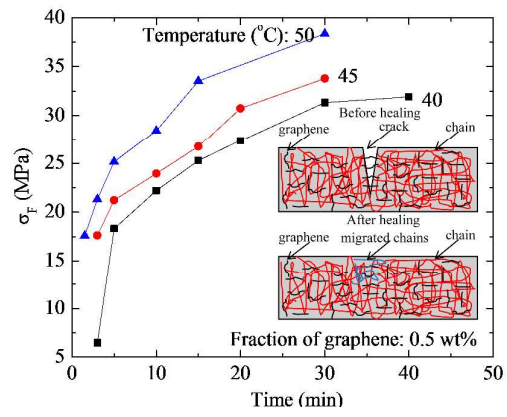 Temperature (°C): 50
45
40
Before healing
crack
graphene
chain
After healing
graphene
migrated chains
chain
Fraction of graphene: 0.5 wt%
40
35
30
25
20
15
10
5
σF (MPa)
0 10 20 30 40 50
Time (min)